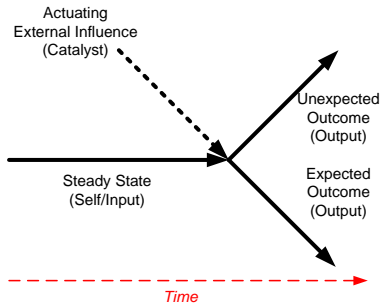 Actuating
External Influence
(Catalyst)
Unexpected
Outcome
(Output)
Steady State
(Self/Input)
Expected
Outcome
(Output)
Time